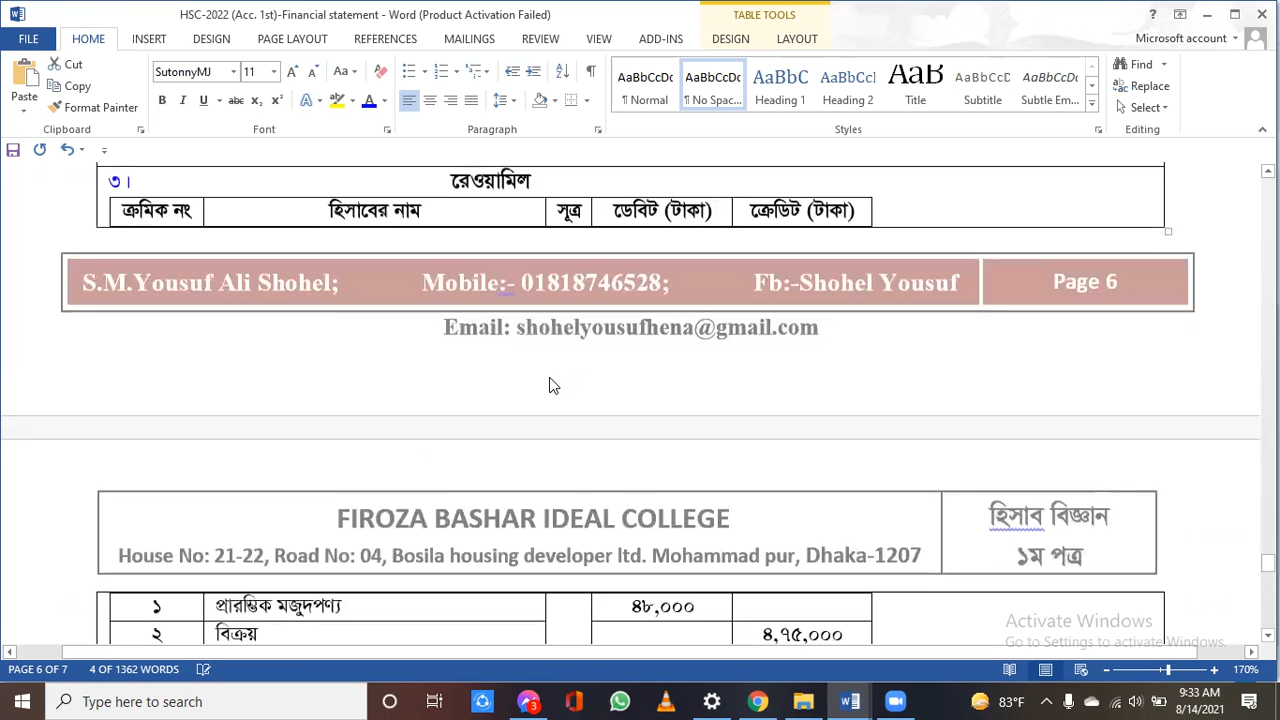 HSC-2022 (Acc. 1st)-Financial statement - Word (Product Activation Failed)
TABLE TOOLS
FILE HOME INSERT DESIGN PAGE LAYOUT REFERENCES MAILINGS REVIEW VIEW ADD-INS DESIGN LAYOUT
Microsoft account
Paste
Cut
Copy
Format Painter
SutonnyMJ 11
AaBbCcDc AaBbCcDc AaBbC AaBbCc AaB AaBbCcD AaBbCcDc
¶ Normal ¶ No Spac... Heading 1 Heading 2 Title Subtitle Subtle Em...
Find
Replace
Select
Clipboard Font Paragraph Styles Editing
৩। রেওয়ামিল
ক্রমিক নং হিসাবের নাম সূত্র ডেবিট (টাকা) ক্রেডিট (টাকা)
S.M.Yousuf Ali Shohel; Mobile:- 01818746528; Fb:-Shohel Yousuf Page 6
Email: shohelyousufhena@gmail.com
FIROZA BASHAR IDEAL COLLEGE
House No: 21-22, Road No: 04, Bosila housing developer ltd. Mohammad pur, Dhaka-1207
হিসাব বিজ্ঞান
১ম পত্র
১ প্রারম্ভিক মজুদপণ্য ৪৮,০০০
২ বিক্রয় ৪,৭৫,০০০
Activate Windows
Go to Settings to activate Windows.
PAGE 6 OF 7 4 OF 1362 WORDS 170%
Type here to search
3
83°F
9:33 AM
8/14/2021